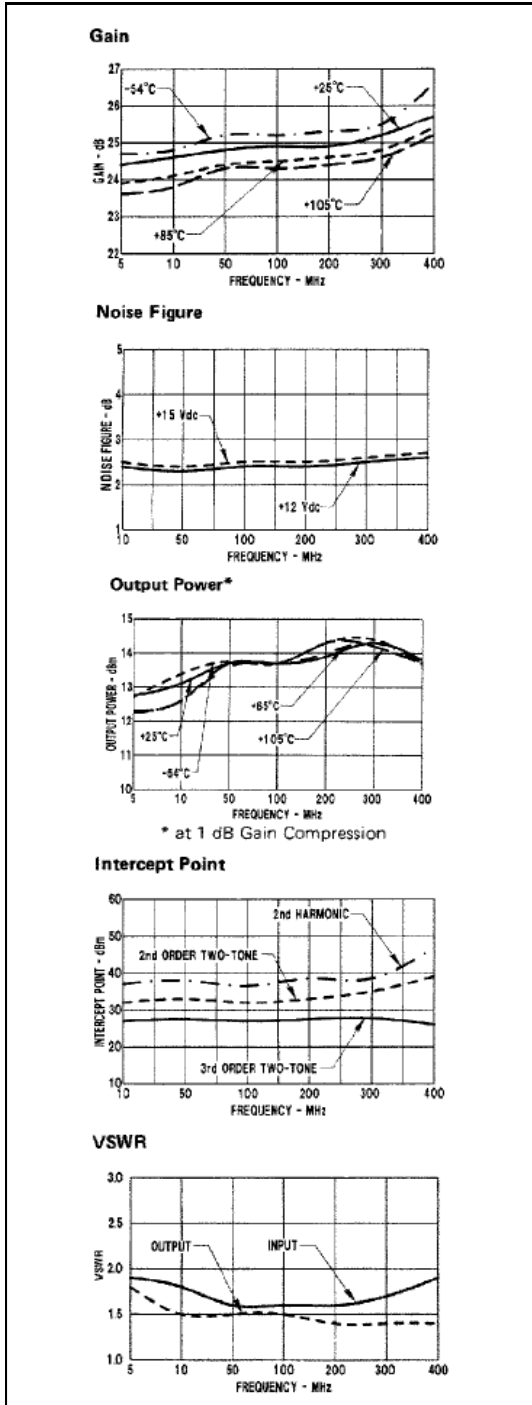 Gain
27
26
25
24
23
22
GAIN - dB
-54°C
+25°C
+85°C
+105°C
5 10 50 100 200 300 400
FREQUENCY - MHz
Noise Figure
5
4
3
2
1
NOISE FIGURE - dB
+15 Vdc
+12 Vdc
10 50 100 200 300 400
FREQUENCY - MHz
Output Power*
15
14
13
12
11
10
OUTPUT POWER - dBm
+25°C
-54°C
+85°C
+105°C
5 10 50 100 200 300 400
FREQUENCY - MHz
* at 1 dB Gain Compression
Intercept Point
60
50
40
30
20
10
INTERCEPT POINT - dBm
2nd HARMONIC
2nd ORDER TWO-TONE
3rd ORDER TWO-TONE
10 50 100 200 300 400
FREQUENCY - MHz
VSWR
3.0
2.5
2.0
1.5
1.0
VSWR
OUTPUT
INPUT
5 10 50 100 200 300 400
FREQUENCY - MHz